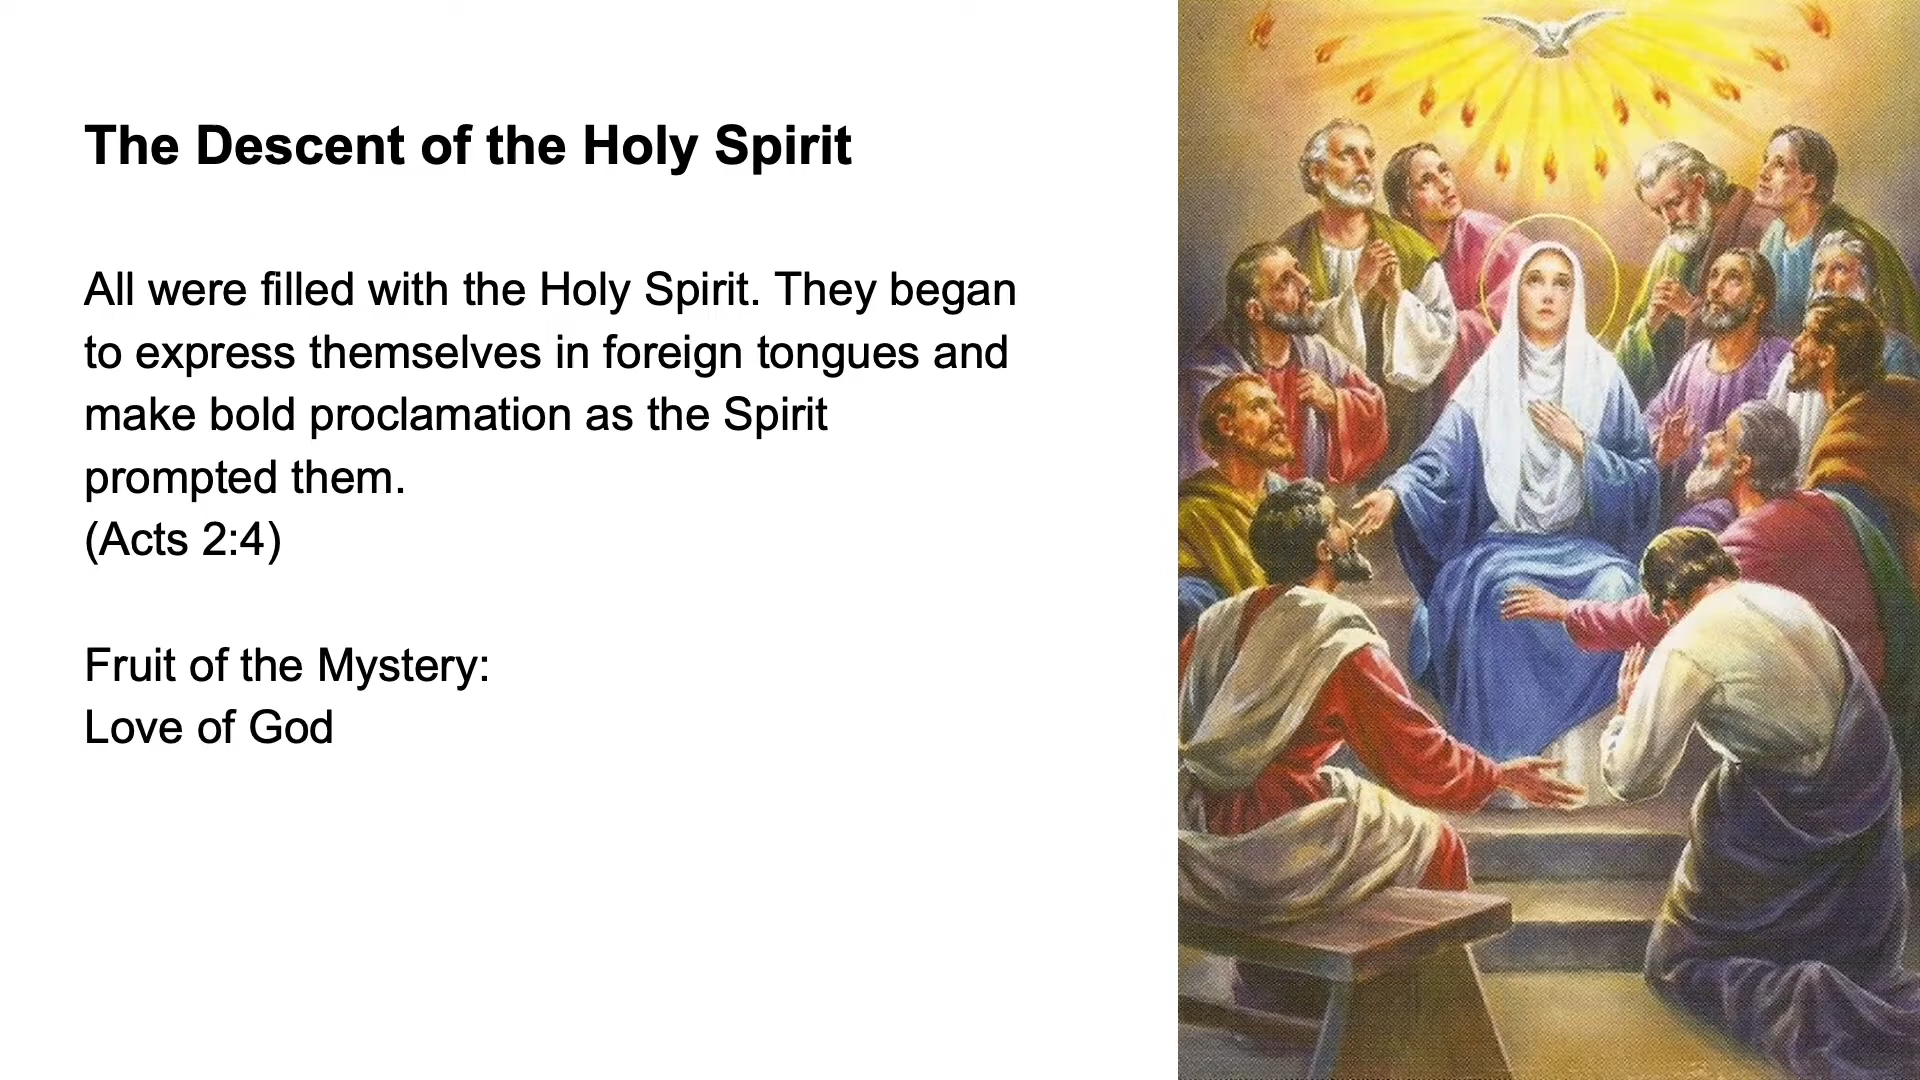 The Descent of the Holy Spirit
All were filled with the Holy Spirit. They began
to express themselves in foreign tongues and
make bold proclamation as the Spirit
prompted them.
(Acts 2:4)
Fruit of the Mystery:
Love of God